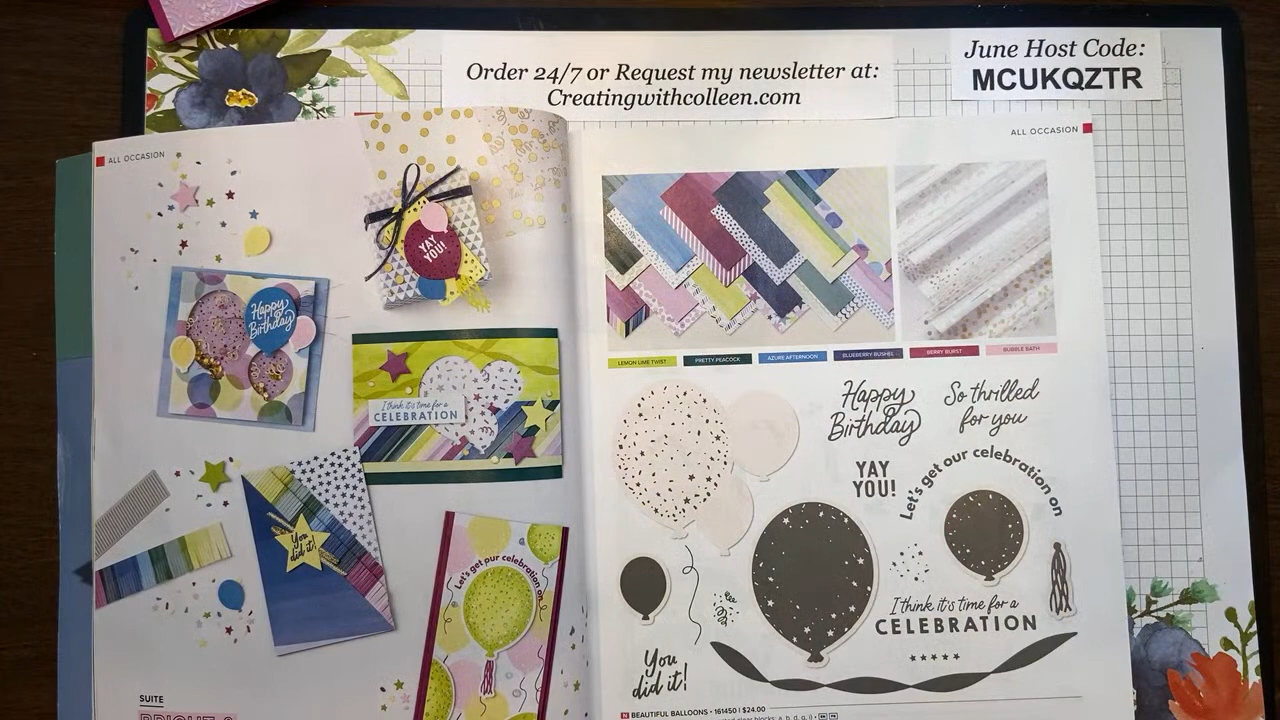 Order 24/7 or Request my newsletter at:
Creatingwithcolleen.com
June Host Code:
MCUKQZTR
ALL OCCASION
YAY
YOU!
Happy
Birthday
I think it's time for a
CELEBRATION
You
did it!
Let's get our celebration on
SUITE
ALL OCCASION
LEMON LIME TWIST
PRETTY PEACOCK
AZURE AFTERNOON
BLUEBERRY BUSHEL
BERRY BURST
BUBBLE BATH
Happy
Birthday
So thrilled
for you
YAY
YOU!
Let's get our celebration on
I think it's time for a
CELEBRATION
You
did it!
N BEAUTIFUL BALLOONS • 161450 | $24.00